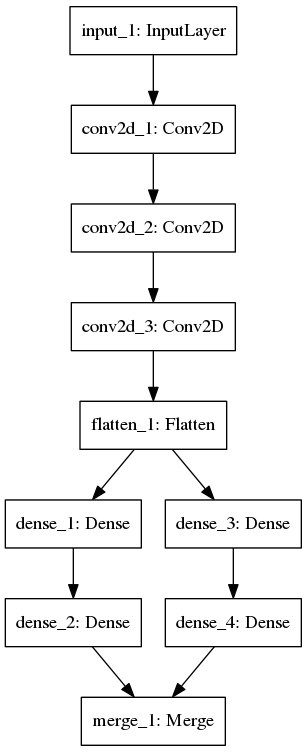 input_1: InputLayer
conv2d_1: Conv2D
conv2d_2: Conv2D
conv2d_3: Conv2D
flatten_1: Flatten
dense_1: Dense
dense_3: Dense
dense_2: Dense
dense_4: Dense
merge_1: Merge